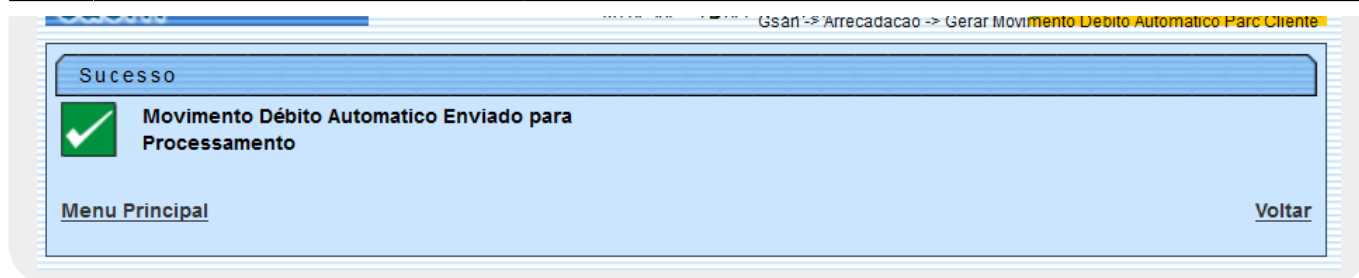 Gsan -> Arrecadacao -> Gerar Movimento Debito Automatico Parc Cliente
Sucesso
Movimento Débito Automatico Enviado para
Processamento
Menu Principal
Voltar